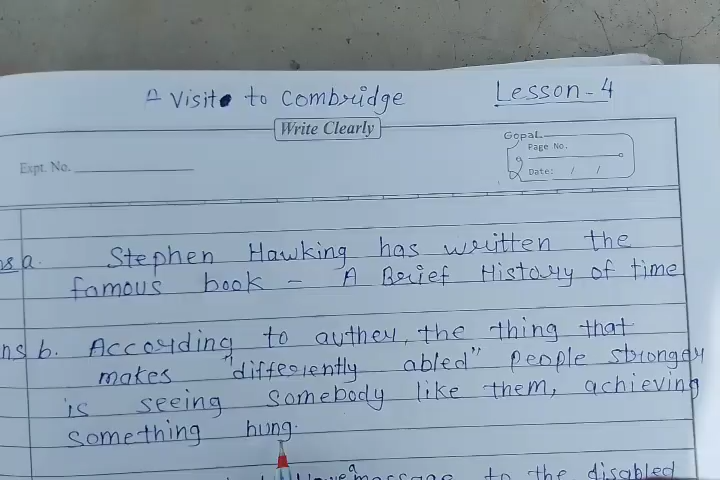 A Visit to Combridge Lesson-4
Write Clearly
Gopal
Page No.
Expt. No.
Date: / /
a. Stephen Hawking has written the
famous book - A Brief History of time
ns b. According to auther, the thing that
makes "differently abled" people stronger
is seeing somebody like them, achieving
something hung.
to the disabled